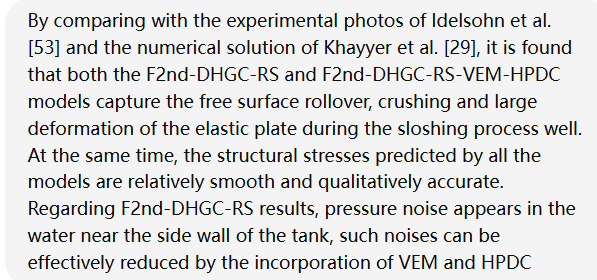 By comparing with the experimental photos of Idelsohn et al.
[53] and the numerical solution of Khayyer et al. [29], it is found
that both the F2nd-DHGC-RS and F2nd-DHGC-RS-VEM-HPDC
models capture the free surface rollover, crushing and large
deformation of the elastic plate during the sloshing process well.
At the same time, the structural stresses predicted by all the
models are relatively smooth and qualitatively accurate.
Regarding F2nd-DHGC-RS results, pressure noise appears in the
water near the side wall of the tank, such noises can be
effectively reduced by the incorporation of VEM and HPDC